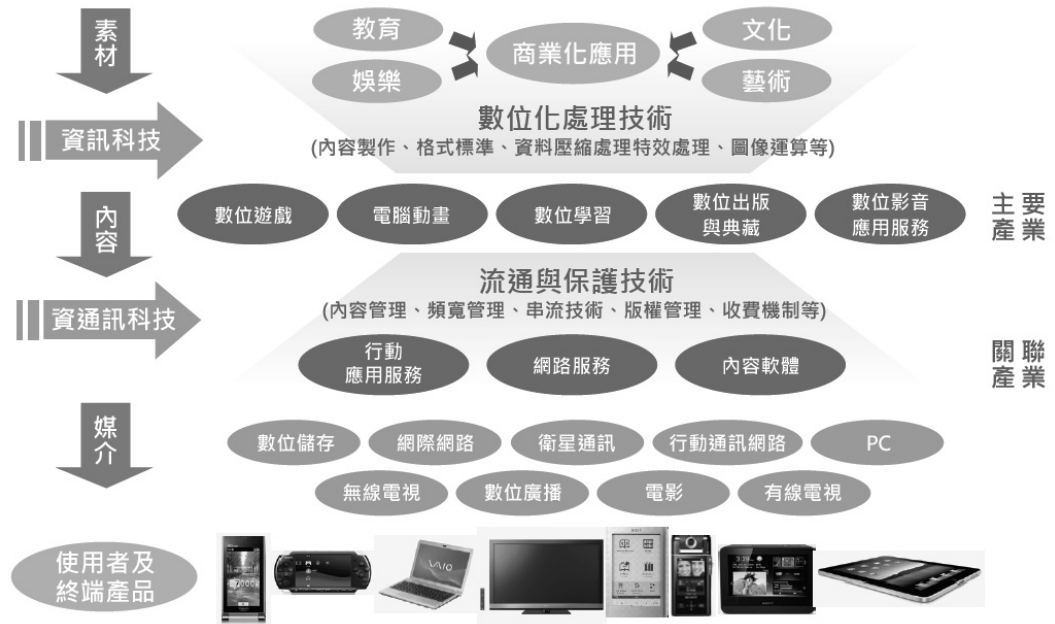 素材
教育
文化
商業化應用
娛樂
藝術
數位化處理技術
資訊科技
(內容製作、格式標準、資料壓縮處理特效處理、圖像運算等)
內容
數位遊戲
電腦動畫
數位學習
數位出版
與典藏
數位影音
應用服務
主要
產業
流通與保護技術
資通訊科技
(內容管理、頻寬管理、串流技術、版權管理、收費機制等)
行動
應用服務
網路服務
內容軟體
關聯
產業
媒介
數位儲存
網際網路
衛星通訊
行動通訊網路
PC
無線電視
數位廣播
電影
有線電視
使用者及
終端產品
VAIO